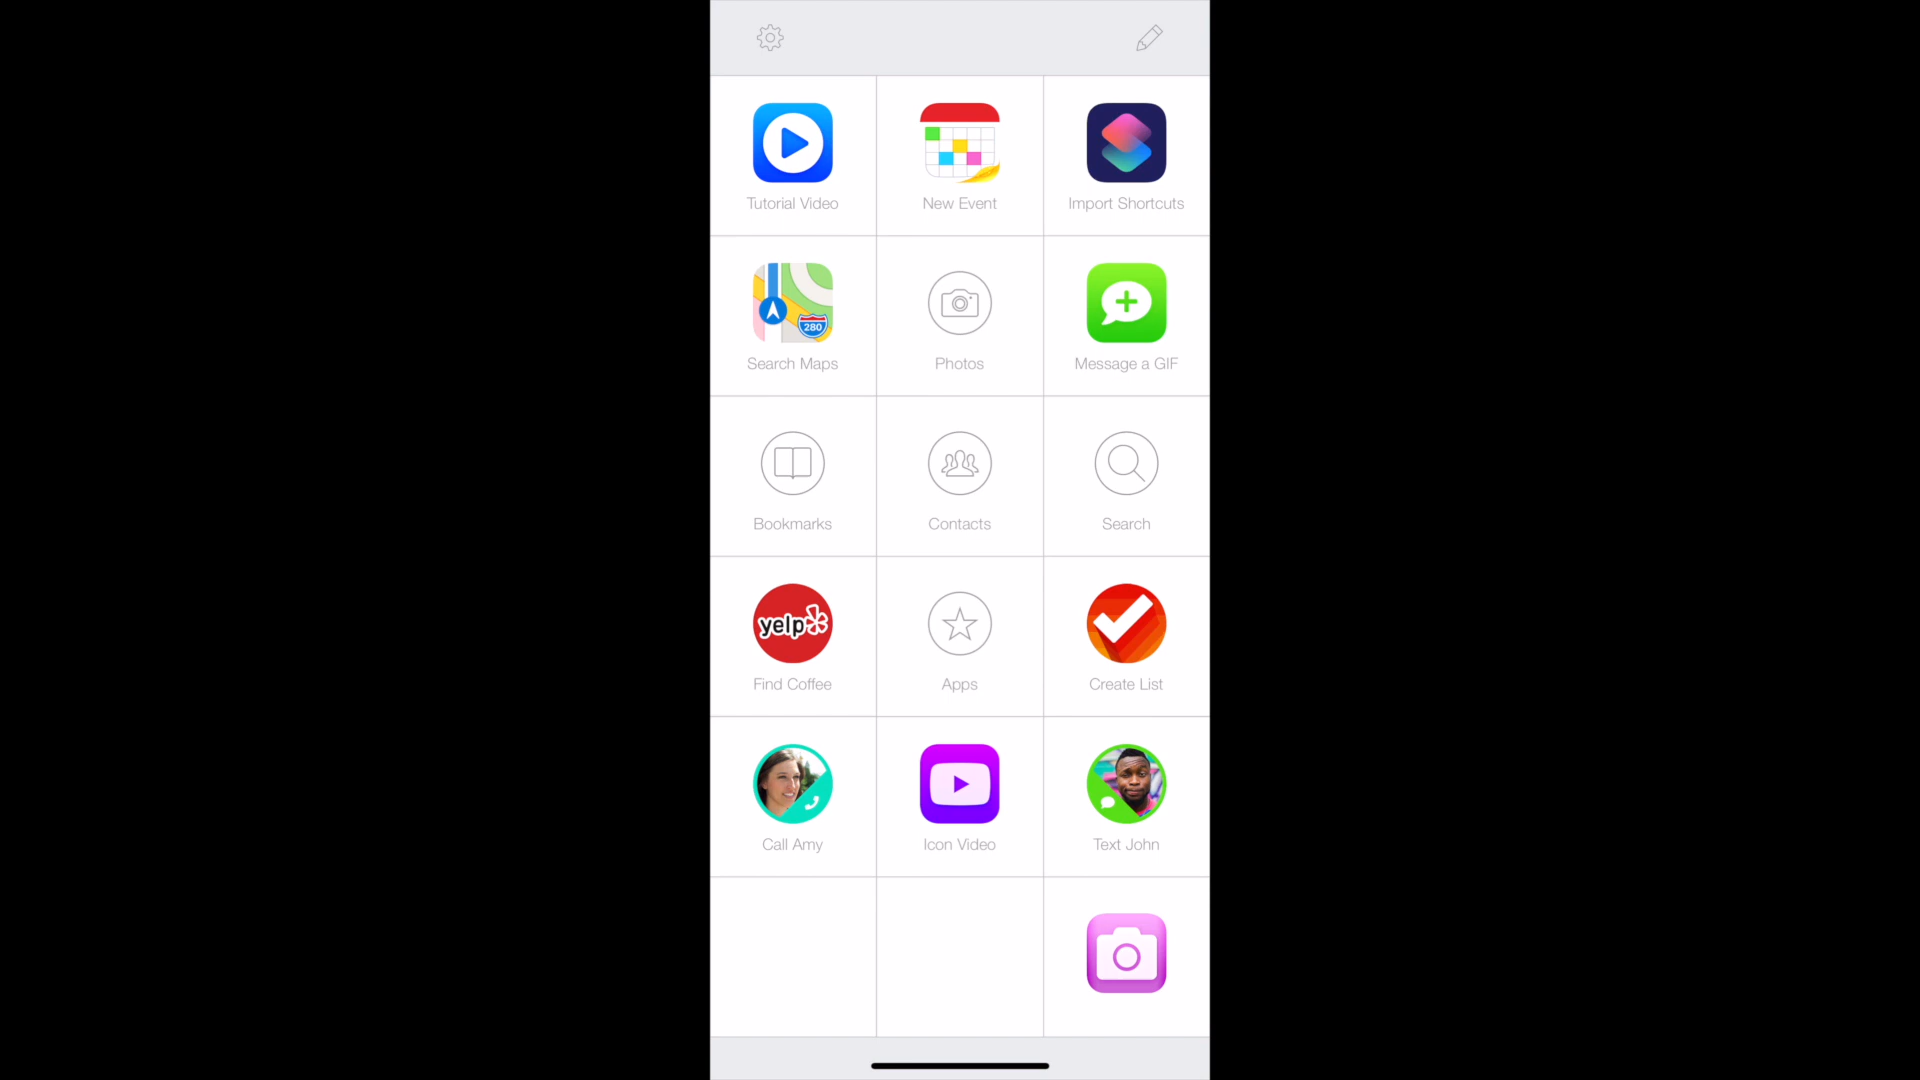 Tutorial Video
New Event
Import Shortcuts
280
Search Maps
Photos
Message a GIF
Bookmarks
Contacts
Search
yelp
Find Coffee
Apps
Create List
Call Amy
Icon Video
Text John